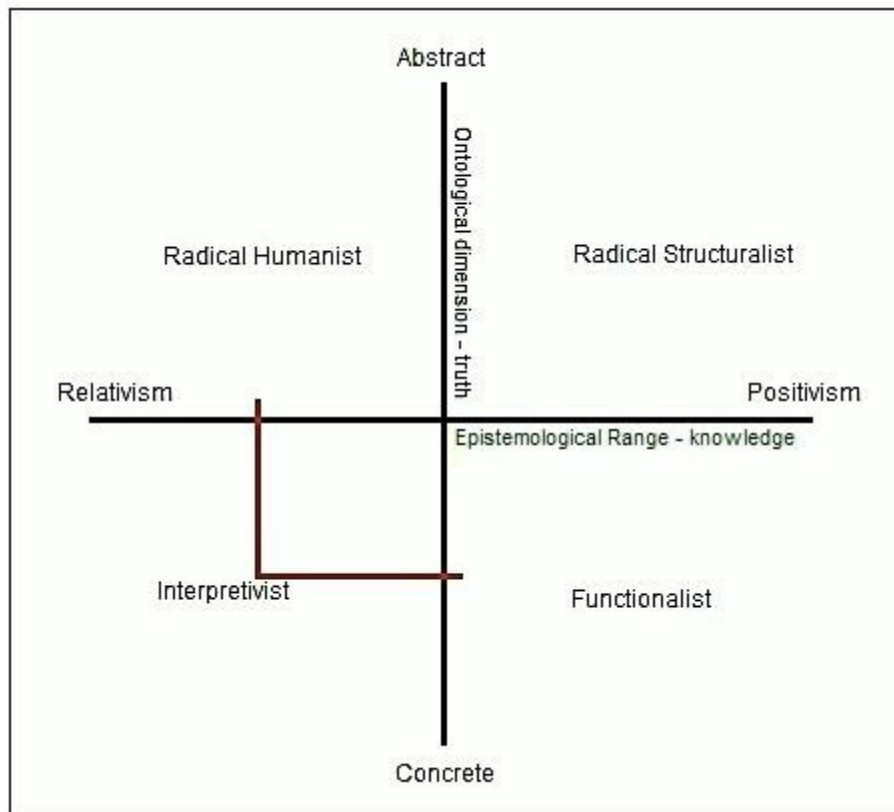 Abstract
Ontological dimension - truth
Radical Humanist
Radical Structuralist
Relativism
Positivism
Epistemological Range - knowledge
Interpretivist
Functionalist
Concrete